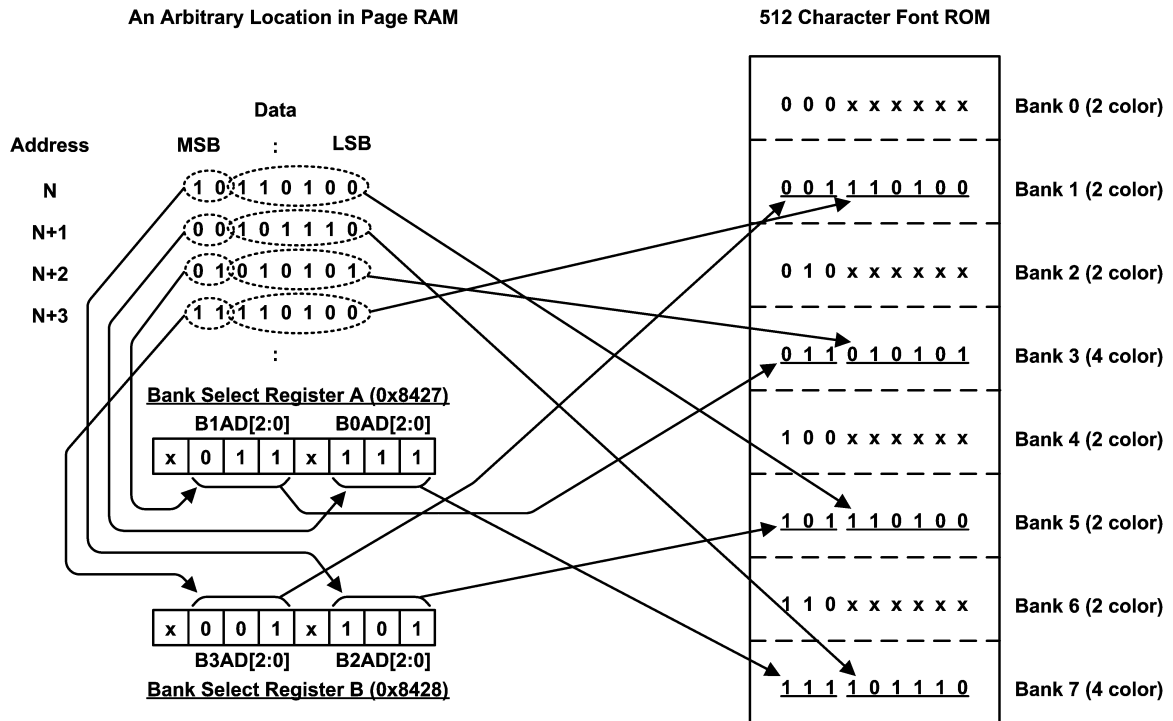 An Arbitrary Location in Page RAM
512 Character Font ROM
Data
Address MSB : LSB
N 1 0 1 1 0 1 0 0
N+1 0 0 1 0 1 1 1 0
N+2 0 1 0 1 0 1 0 1
N+3 1 1 1 1 0 1 0 0
:
Bank Select Register A (0x8427)
B1AD[2:0] B0AD[2:0]
x 0 1 1 x 1 1 1
x 0 0 1 x 1 0 1
B3AD[2:0] B2AD[2:0]
Bank Select Register B (0x8428)
0 0 0 x x x x x x Bank 0 (2 color)
0 0 1 1 1 0 1 0 0 Bank 1 (2 color)
0 1 0 x x x x x x Bank 2 (2 color)
0 1 1 0 1 0 1 0 1 Bank 3 (4 color)
1 0 0 x x x x x x Bank 4 (2 color)
1 0 1 1 1 0 1 0 0 Bank 5 (2 color)
1 1 0 x x x x x x Bank 6 (2 color)
1 1 1 1 0 1 1 1 0 Bank 7 (4 color)